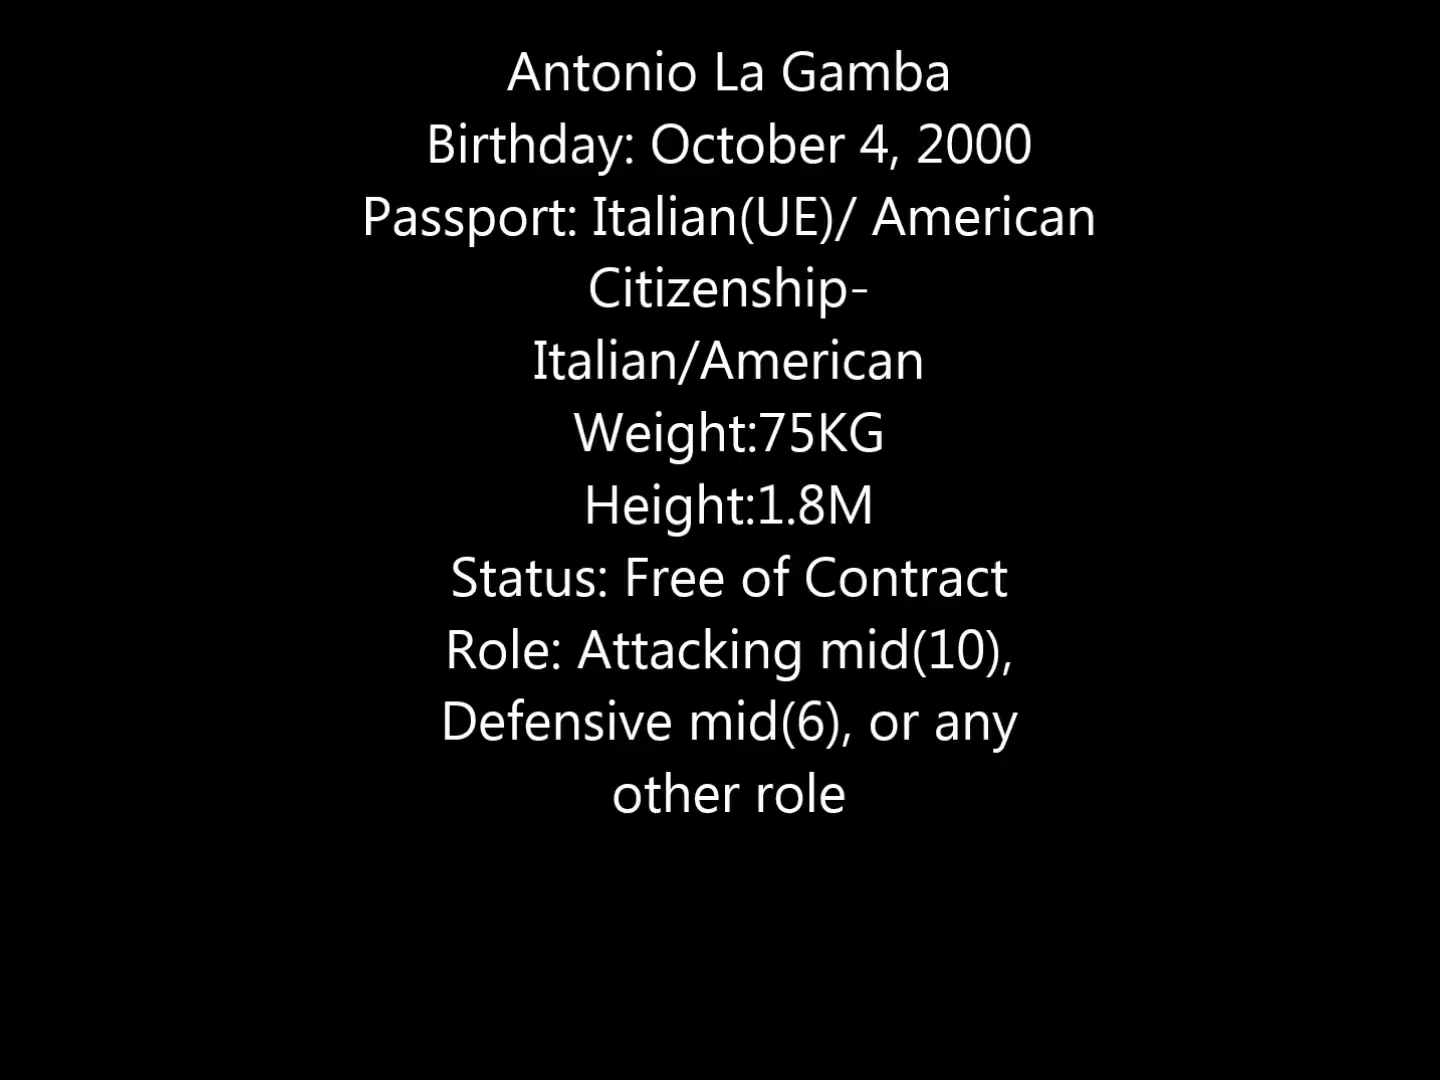 Antonio La Gamba
Birthday: October 4, 2000
Passport: Italian(UE)/ American
Citizenship-
Italian/American
Weight:75KG
Height:1.8M
Status: Free of Contract
Role: Attacking mid(10),
Defensive mid(6), or any
other role